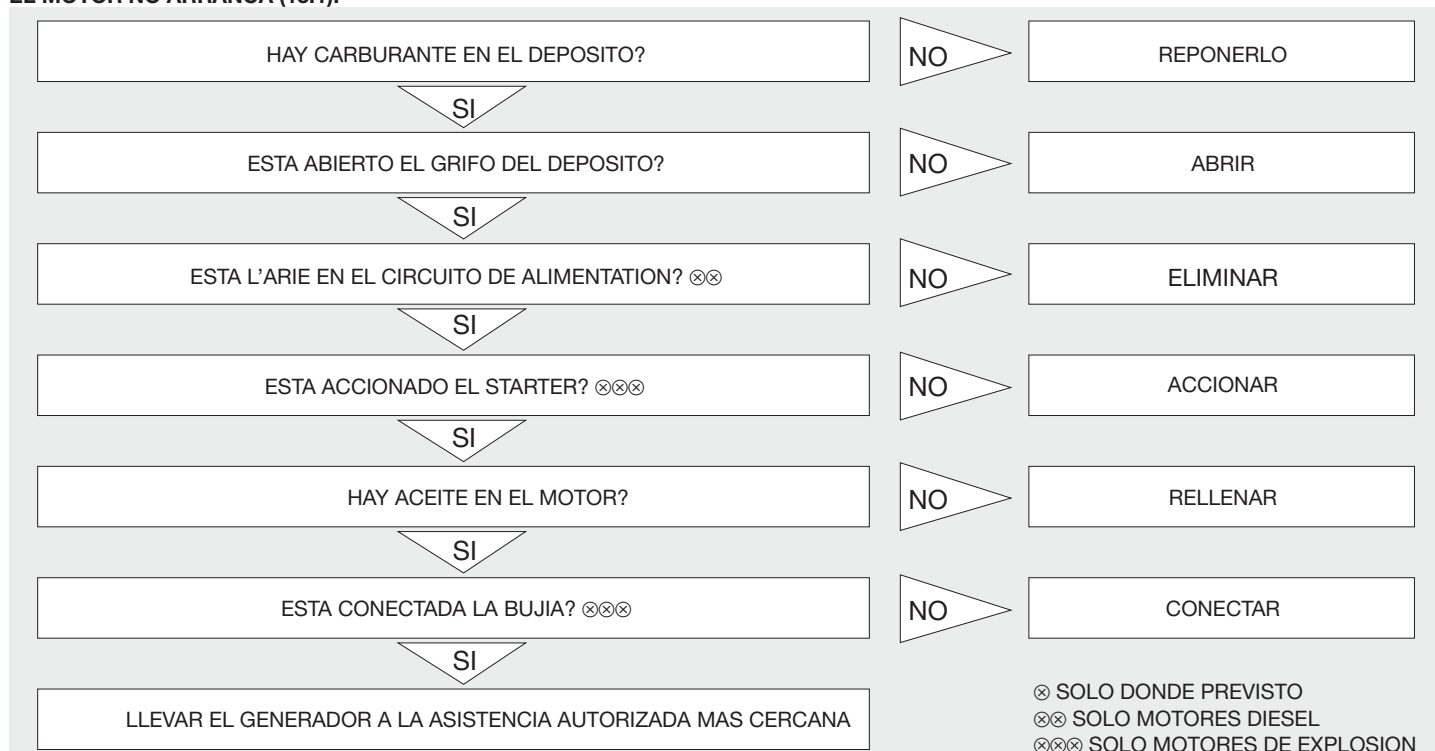 HAY CARBURANTE EN EL DEPOSITO?
NO
REPONERLO
SI
ESTA ABIERTO EL GRIFO DEL DEPOSITO?
NO
ABRIR
SI
ESTA L'ARIE EN EL CIRCUITO DE ALIMENTATION? ⊗⊗
NO
ELIMINAR
SI
ESTA ACCIONADO EL STARTER? ⊗⊗⊗
NO
ACCIONAR
SI
HAY ACEITE EN EL MOTOR?
NO
RELLENAR
SI
ESTA CONECTADA LA BUJIA? ⊗⊗⊗
NO
CONECTAR
SI
LLEVAR EL GENERADOR A LA ASISTENCIA AUTORIZADA MAS CERCANA
⊗ SOLO DONDE PREVISTO
⊗⊗ SOLO MOTORES DIESEL
⊗⊗⊗ SOLO MOTORES DE EXPLOSION